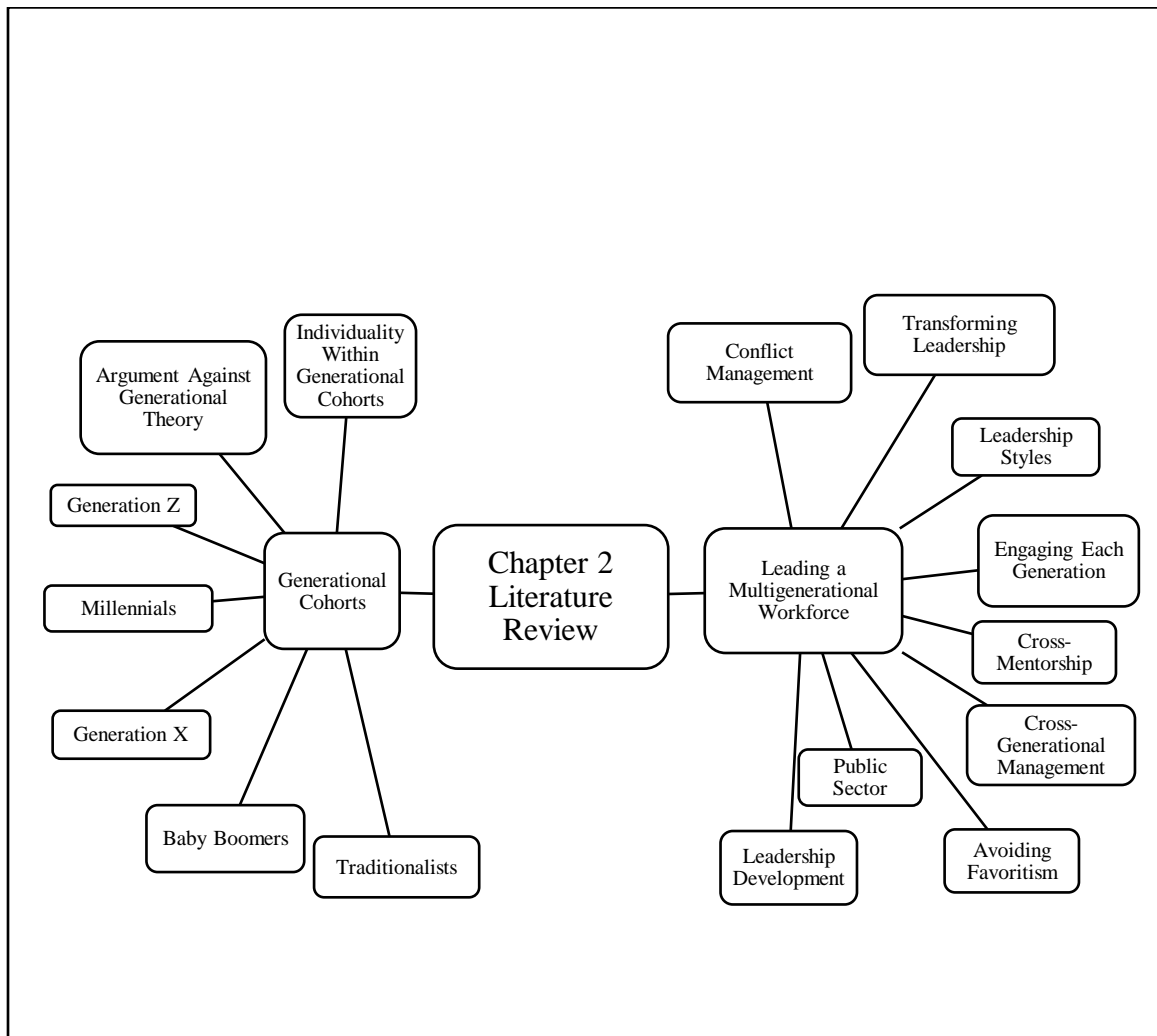 Chapter 2
Literature
Review
Generational
Cohorts
Individuality
Within
Generational
Cohorts
Argument Against
Generational
Theory
Generation Z
Millennials
Generation X
Baby Boomers
Traditionalists
Leading a
Multigenerational
Workforce
Conflict
Management
Transforming
Leadership
Leadership
Styles
Engaging Each
Generation
Cross-
Mentorship
Cross-
Generational
Management
Avoiding
Favoritism
Public
Sector
Leadership
Development